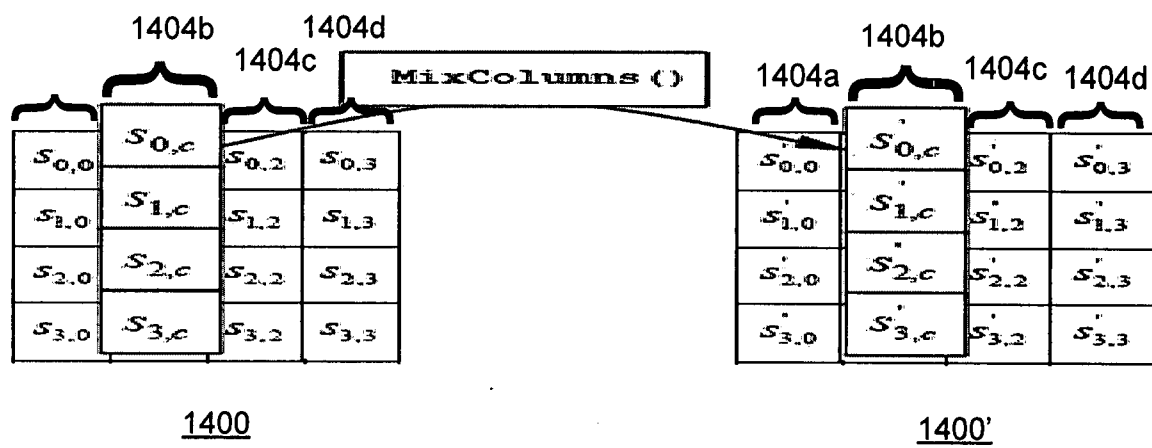 1404b 1404c 1404d
MixColumns()
1404a 1404b 1404c 1404d
s0,0 s0,c s0,2 s0,3
s1,0 s1,c s1,2 s1,3
s2,0 s2,c s2,2 s2,3
s3,0 s3,c s3,2 s3,3
s'0,0 s'0,c s'0,2 s'0,3
s'1,0 s'1,c s'1,2 s'1,3
s'2,0 s'2,c s'2,2 s'2,3
s'3,0 s'3,c s'3,2 s'3,3
1400
1400'